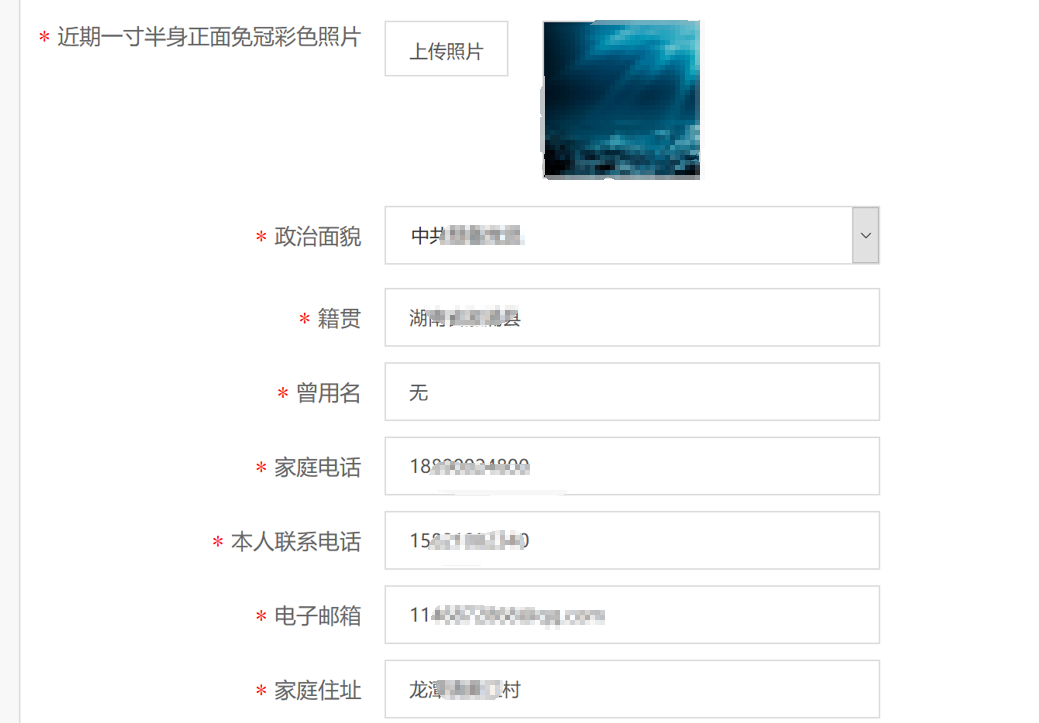 * 近期一寸半身正面免冠彩色照片 上传照片
* 政治面貌 中共
* 籍贯 湖南 县
* 曾用名 无
* 家庭电话 18
* 本人联系电话 15 0
* 电子邮箱 11
* 家庭住址 龙潭 村